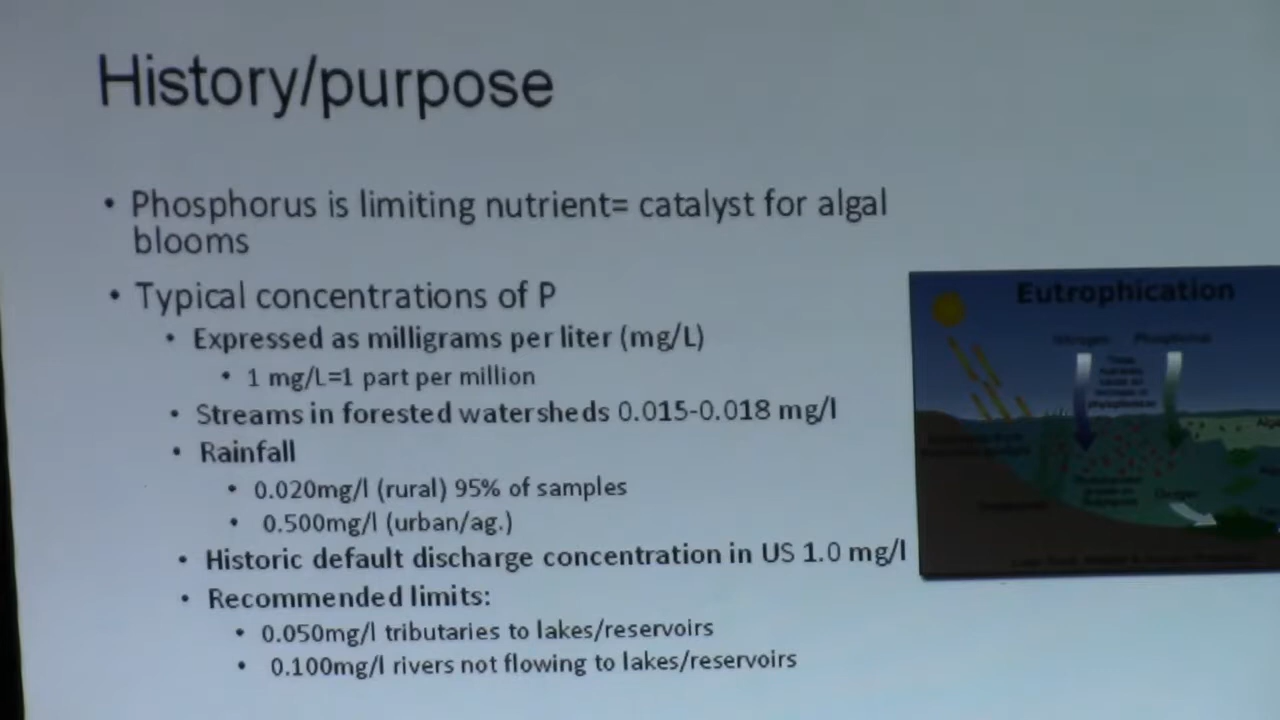 History/purpose
• Phosphorus is limiting nutrient= catalyst for algal
blooms
• Typical concentrations of P
• Expressed as milligrams per liter (mg/L)
• 1 mg/L=1 part per million
• Streams in forested watersheds 0.015-0.018 mg/l
• Rainfall
• 0.020mg/l (rural) 95% of samples
• 0.500mg/l (urban/ag.)
• Historic default discharge concentration in US 1.0 mg/l
• Recommended limits:
• 0.050mg/l tributaries to lakes/reservoirs
• 0.100mg/l rivers not flowing to lakes/reservoirs
Eutrophication
Nitrogen Phosphorus